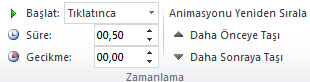 Başlat: Tıklatınca
Süre: 00,50
Gecikme: 00,00
Animasyonu Yeniden Sırala
Daha Önceye Taşı
Daha Sonraya Taşı
Zamanlama